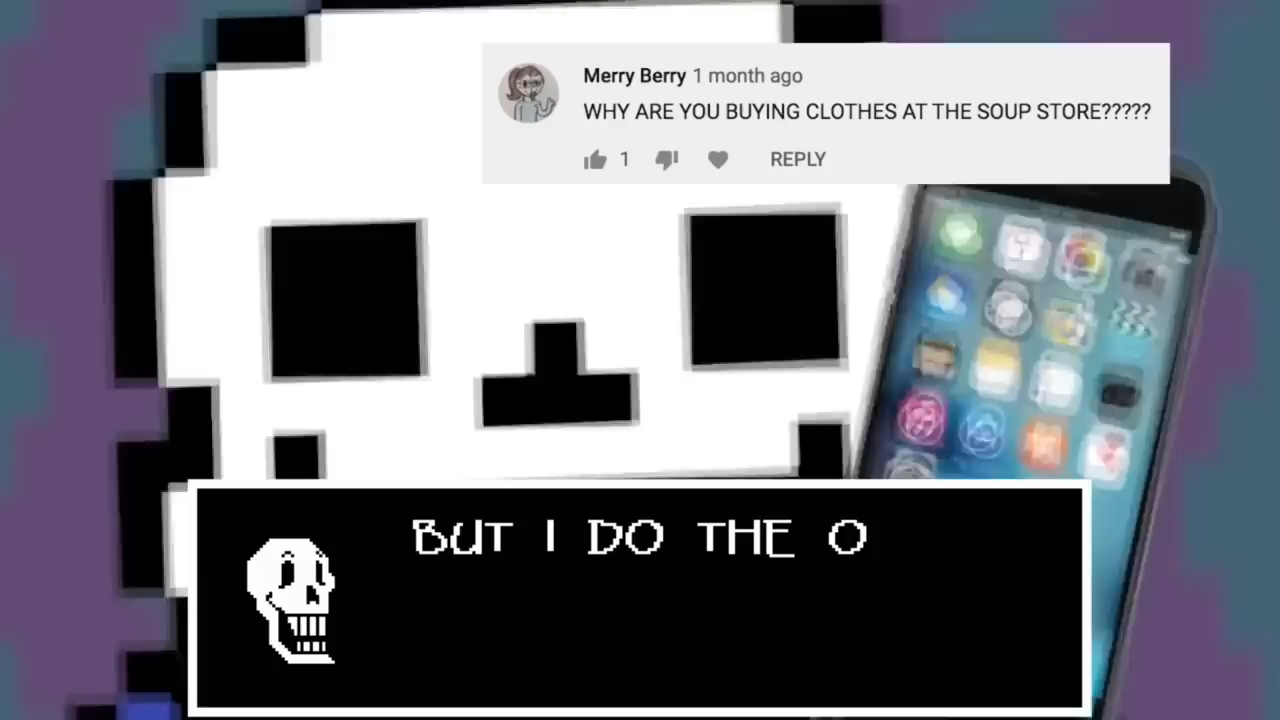 Merry Berry 1 month ago
WHY ARE YOU BUYING CLOTHES AT THE SOUP STORE?????
1 REPLY
BUT I DO THE O